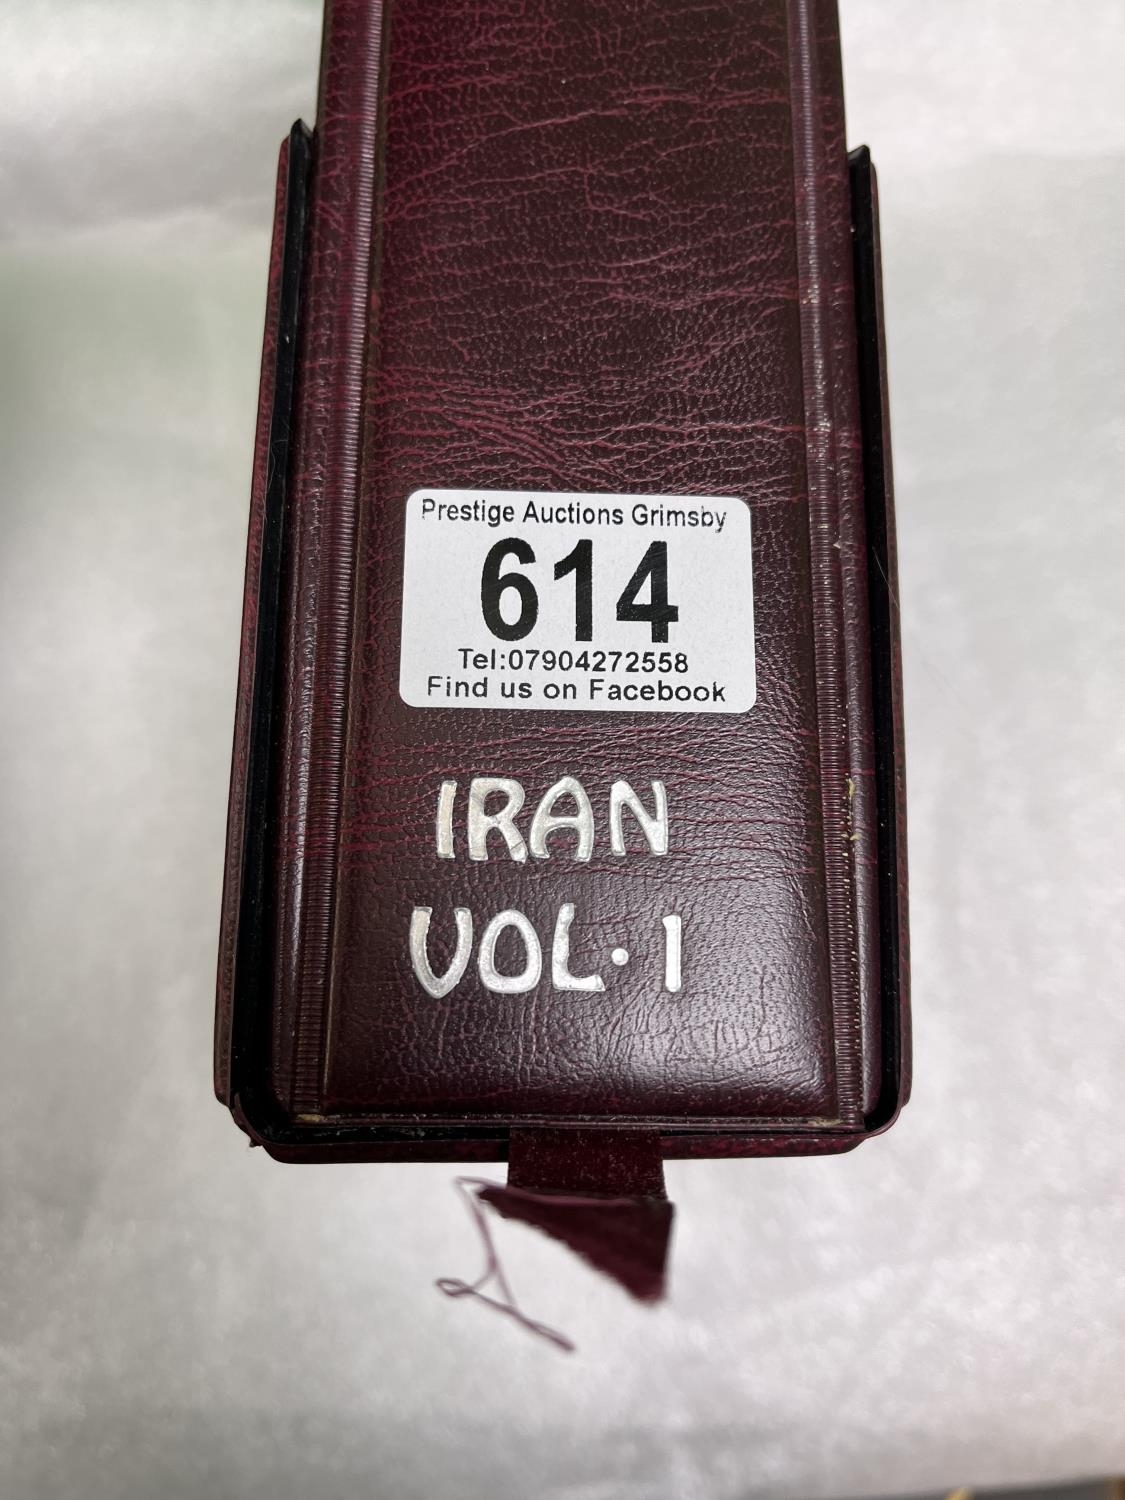 Prestige Auctions Grimsby
614
Tel:07904272558
Find us on Facebook
IRAN
VOL·1